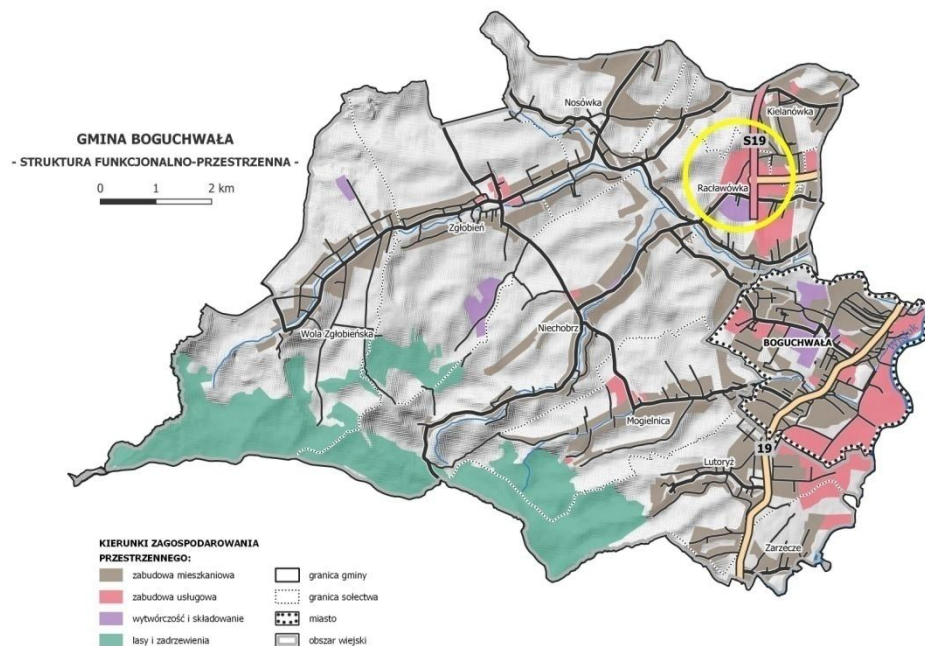 GMINA BOGUCHWAŁA
- STRUKTURA FUNKCJONALNO-PRZESTRZENNA -
0 1 2 km
Nosówka
Kielanówka
S19
Racławówka
Zgłobień
Wola Zgłobieńska
Niechobrz
BOGUCHWAŁA
Mogielnica
19
Lutoryż
Zarzecze
KIERUNKI ZAGOSPODAROWANIA
PRZESTRZENNEGO:
zabudowa mieszkaniowa
zabudowa usługowa
wytwórczość i składowanie
lasy i zadrzewienia
granica gminy
granica sołectwa
miasto
obszar wiejski